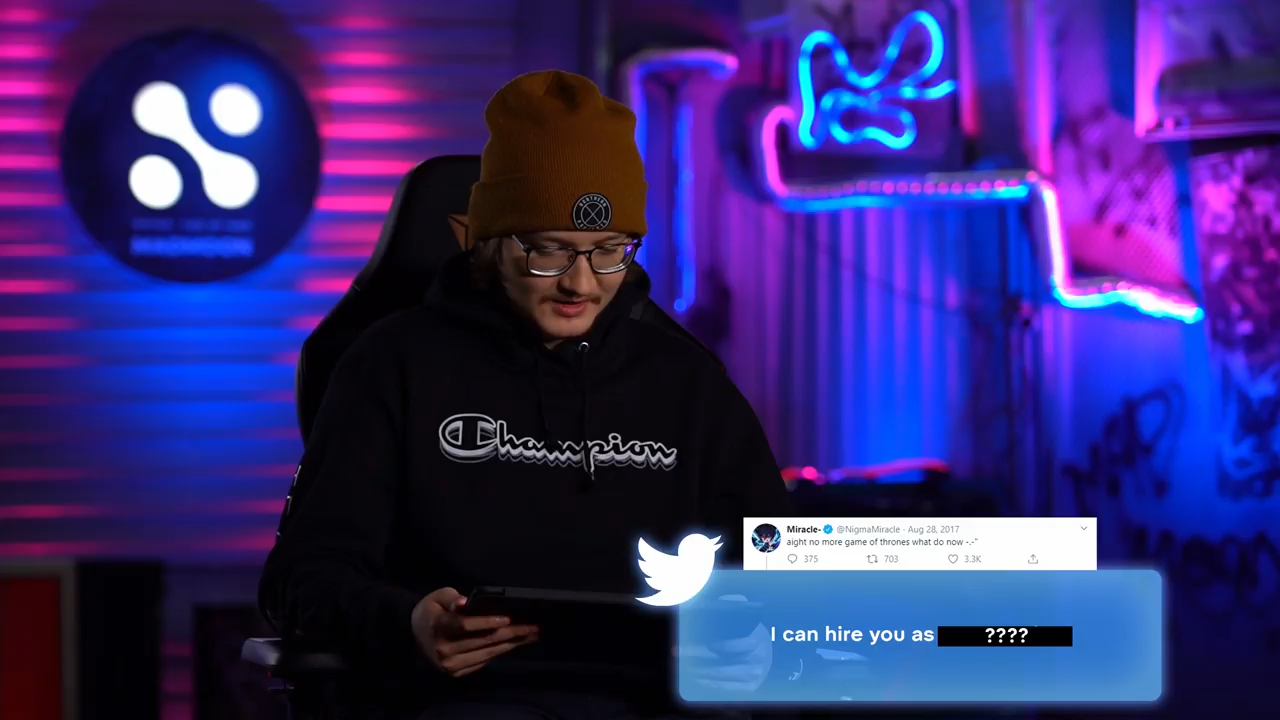 NORTHERN
Champion
Miracle- @NigmaMiracle · Aug 28, 2017
aight no more game of thrones what do now -.-"
375 703 3.3K
I can hire you as ????